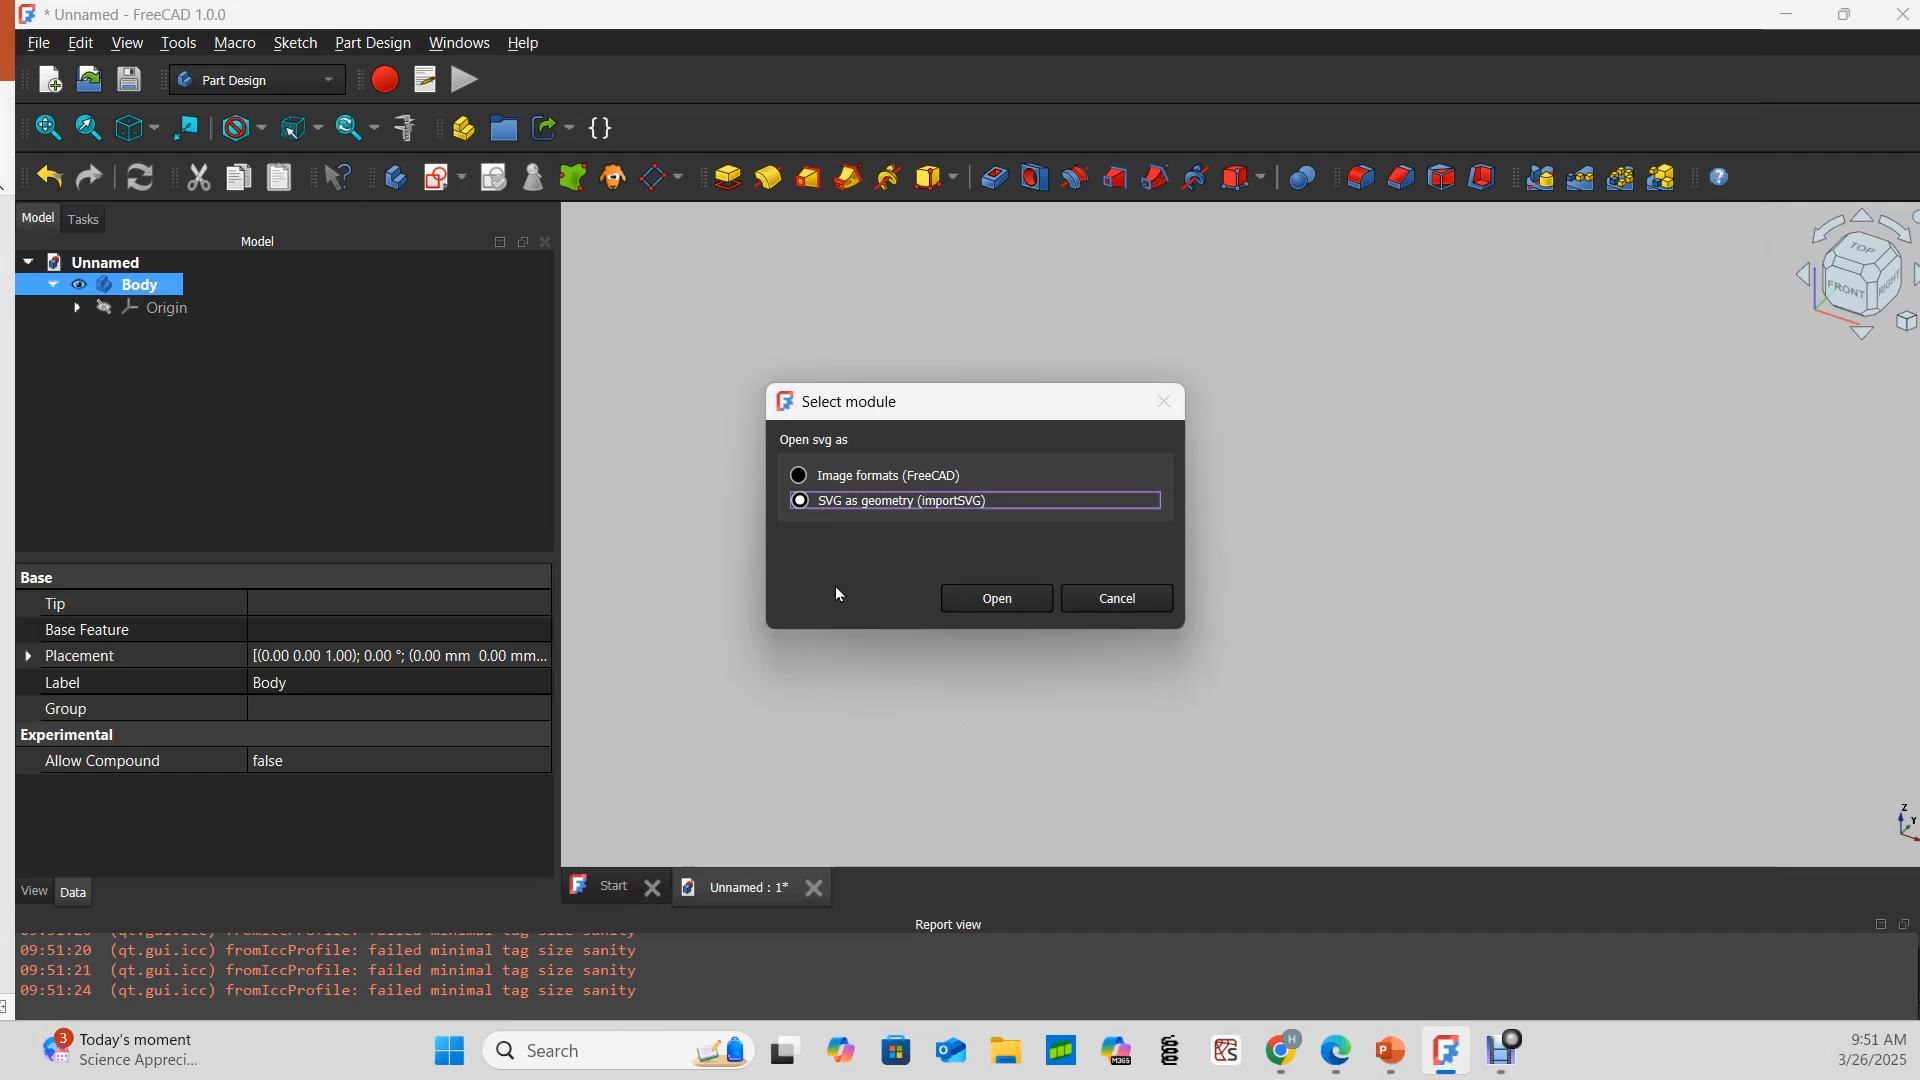 * Unnamed - FreeCAD 1.0.0
File Edit View Tools Macro Sketch Part Design Windows Help
Part Design
Model Tasks
Model
Unnamed
Body
Origin
TOP
FRONT
RIGHT
Select module
Open svg as
Image formats (FreeCAD)
SVG as geometry (importSVG)
Open Cancel
Base
Tip
Base Feature
Placement [(0.00 0.00 1.00); 0.00 °; (0.00 mm 0.00 mm...
Label Body
Group
Experimental
Allow Compound false
Z
Y
View Data
Start Unnamed : 1*
Report view
09:51:20 (qt.gui.icc) fromIccProfile: failed minimal tag size sanity
09:51:21 (qt.gui.icc) fromIccProfile: failed minimal tag size sanity
09:51:24 (qt.gui.icc) fromIccProfile: failed minimal tag size sanity
3 Today's moment
Science Appreci...
Search
M365
H
9:51 AM
3/26/2025